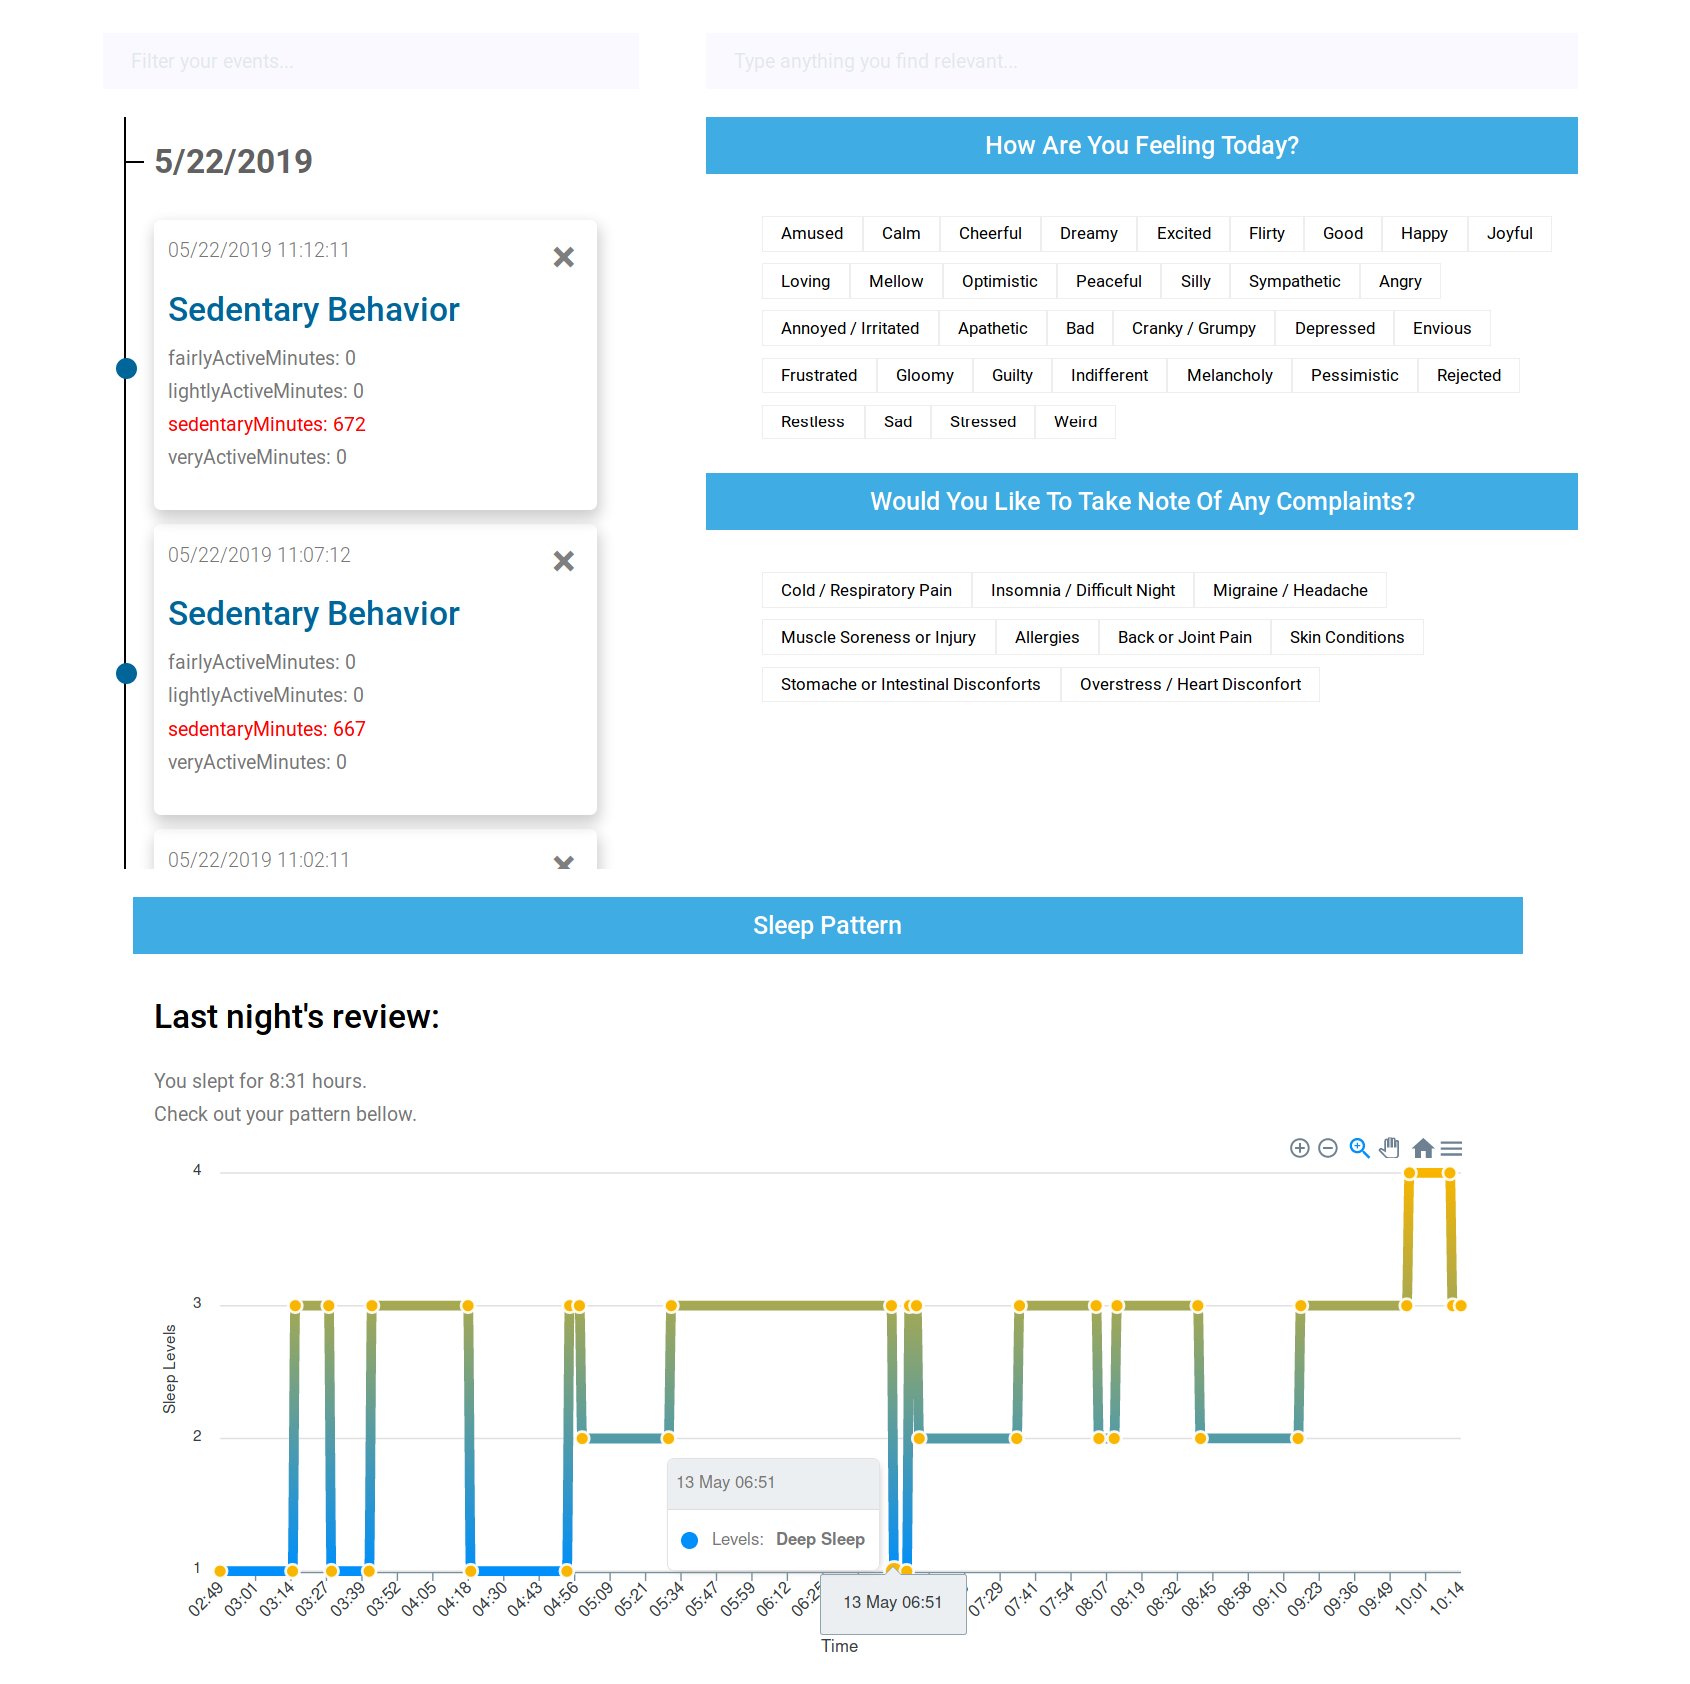 Filter your events...
Type anything you find relevant...
5/22/2019
05/22/2019 11:12:11
Sedentary Behavior
fairlyActiveMinutes: 0
lightlyActiveMinutes: 0
sedentaryMinutes: 672
veryActiveMinutes: 0
05/22/2019 11:07:12
Sedentary Behavior
fairlyActiveMinutes: 0
lightlyActiveMinutes: 0
sedentaryMinutes: 667
veryActiveMinutes: 0
05/22/2019 11:02:11
How Are You Feeling Today?
Amused Calm Cheerful Dreamy Excited Flirty Good Happy Joyful
Loving Mellow Optimistic Peaceful Silly Sympathetic Angry
Annoyed / Irritated Apathetic Bad Cranky / Grumpy Depressed Envious
Frustrated Gloomy Guilty Indifferent Melancholy Pessimistic Rejected
Restless Sad Stressed Weird
Would You Like To Take Note Of Any Complaints?
Cold / Respiratory Pain Insomnia / Difficult Night Migraine / Headache
Muscle Soreness or Injury Allergies Back or Joint Pain Skin Conditions
Stomache or Intestinal Disconforts Overstress / Heart Disconfort
Sleep Pattern
Last night's review:
You slept for 8:31 hours.
Check out your pattern bellow.
4
3
2
1
Sleep Levels
13 May 06:51
Levels: Deep Sleep
02:49 03:01 03:14 03:27 03:39 03:52 04:05 04:18 04:30 04:43 04:56 05:09 05:21 05:34 05:47 05:59 06:12 07:29 07:41 07:54 08:07 08:19 08:32 08:45 08:58 09:10 09:23 09:36 09:49 10:01 10:14
13 May 06:51
Time